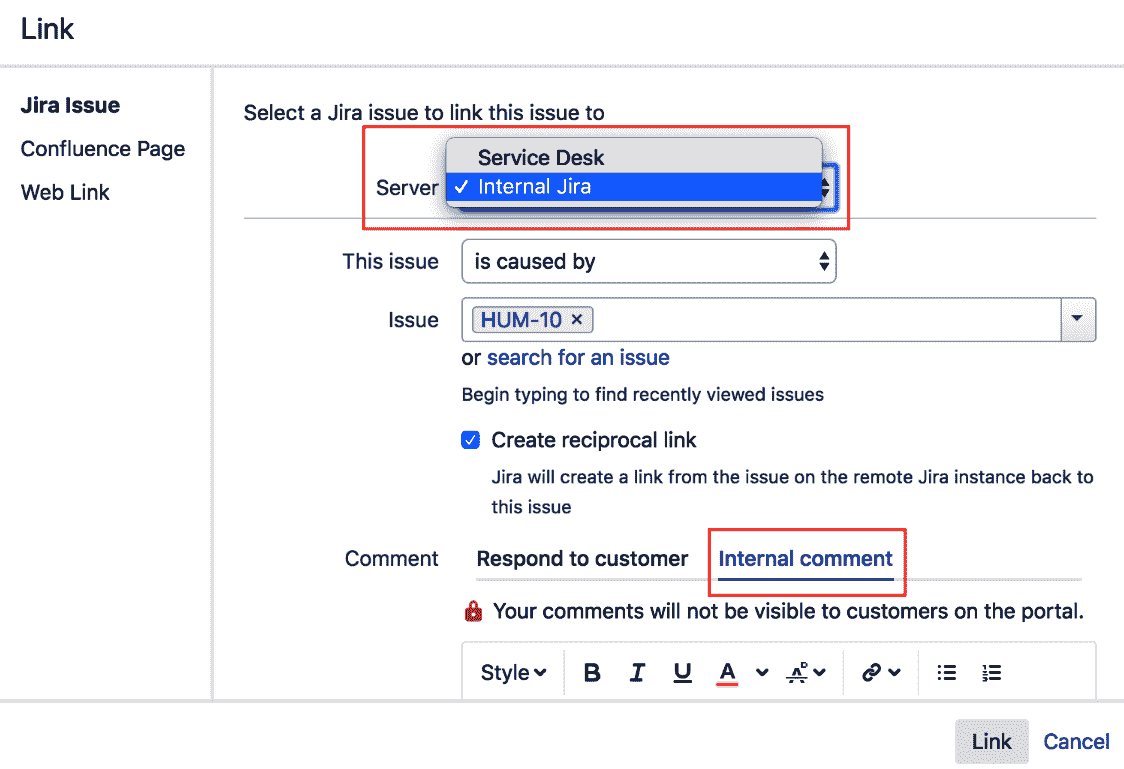 Link
Jira Issue
Confluence Page
Web Link
Select a Jira issue to link this issue to
Service Desk
Server ✓ Internal Jira
This issue is caused by
Issue HUM-10 ×
or search for an issue
Begin typing to find recently viewed issues
Create reciprocal link
Jira will create a link from the issue on the remote Jira instance back to
this issue
Comment Respond to customer Internal comment
Your comments will not be visible to customers on the portal.
Style B I U A
Link Cancel